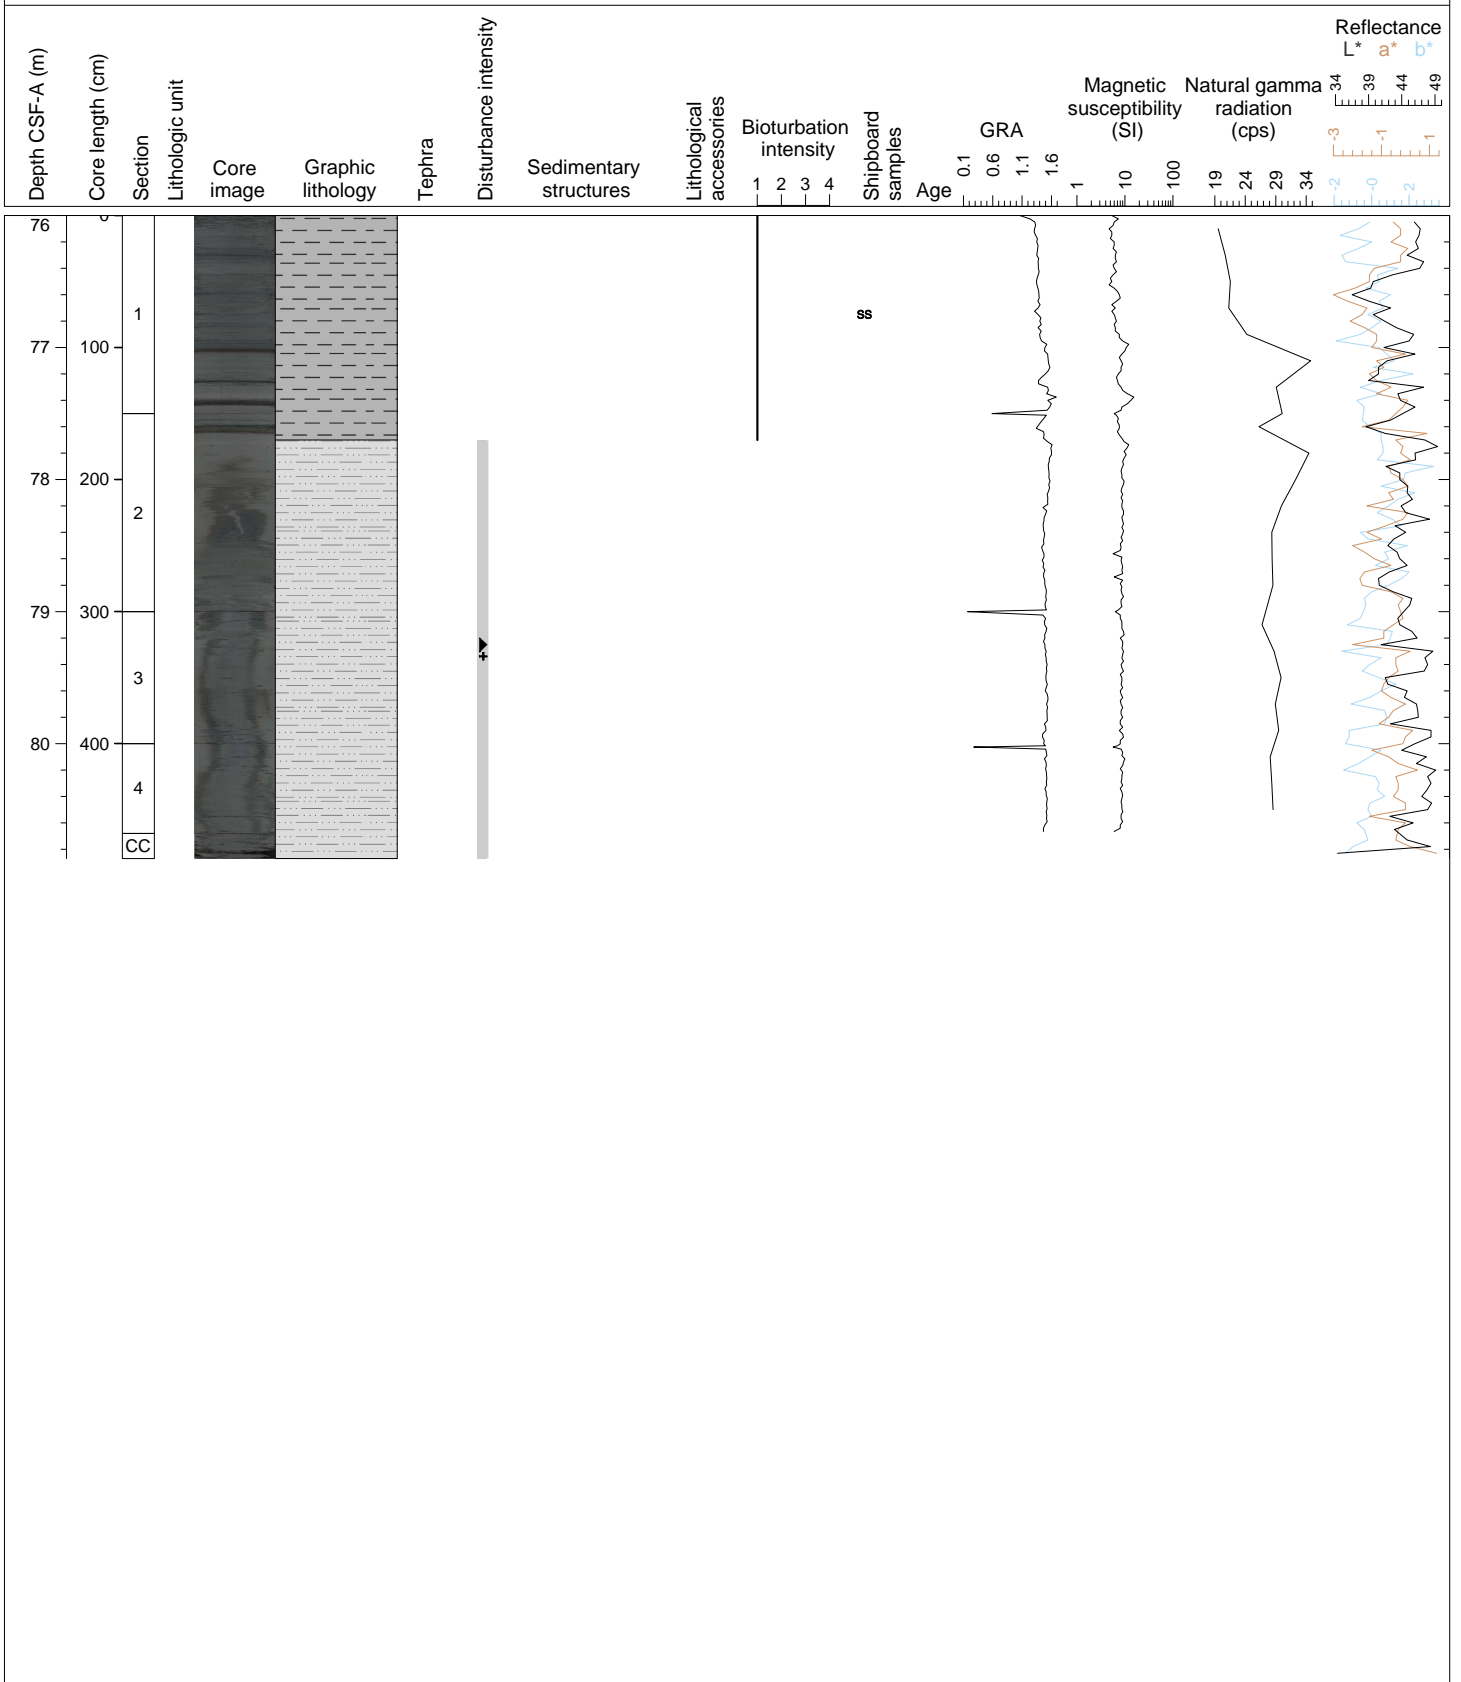 Depth CSF-A (m)
Core length (cm)
Section
Lithologic unit
Core
image
Graphic
lithology
Tephra
Disturbance intensity
Sedimentary
structures
Lithological
accessories
Bioturbation
intensity
1 2 3 4
Shipboard
samples
Age
GRA
0.1 0.6 1.1 1.6
Magnetic
susceptibility
(SI)
1 10 100
Natural gamma
radiation
(cps)
19 24 29 34
Reflectance
L* a* b*
34 39 44 49
-3 -1 1
-2 -0 2
76 0
1 ss
77 100
78 200
2
79 300
3
80 400
4
CC